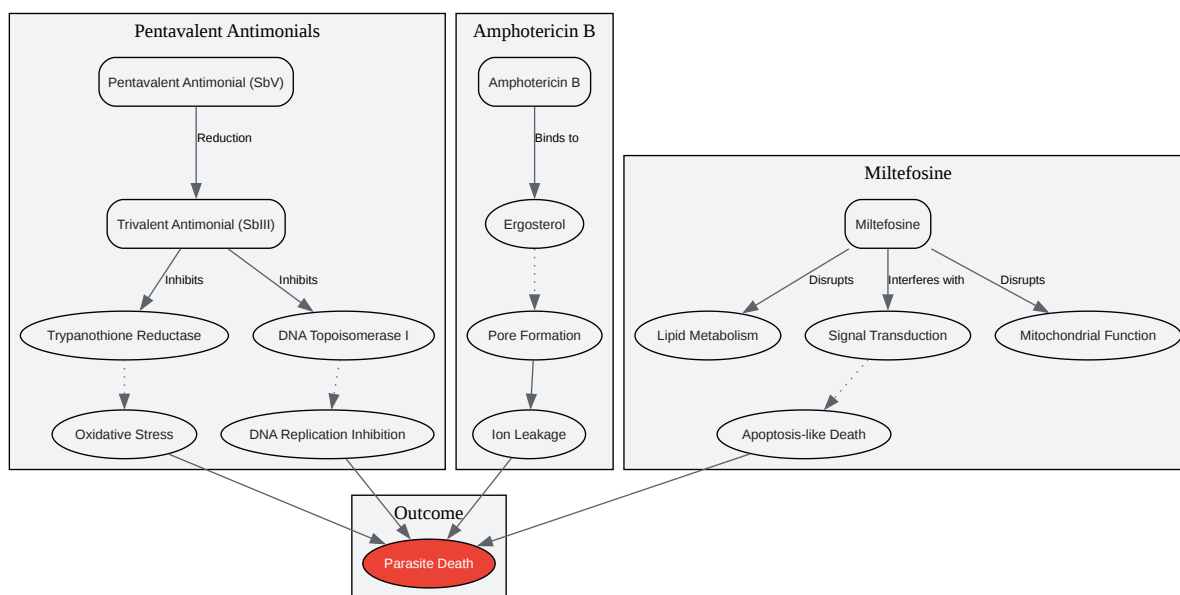 Pentavalent Antimonials
Pentavalent Antimonial (SbV)
Reduction
Trivalent Antimonial (SbIII)
Inhibits
Inhibits
Trypanothione Reductase
DNA Topoisomerase I
Oxidative Stress
DNA Replication Inhibition
Amphotericin B
Amphotericin B
Binds to
Ergosterol
Pore Formation
Ion Leakage
Miltefosine
Miltefosine
Disrupts
Interferes with
Disrupts
Lipid Metabolism
Signal Transduction
Mitochondrial Function
Apoptosis-like Death
Outcome
Parasite Death